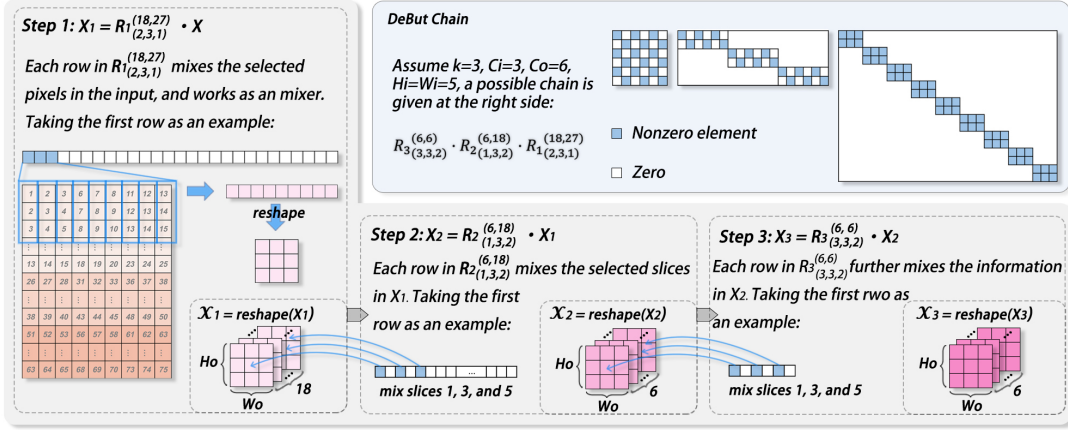 Step 1: X1 = R1(2,3,1)(18,27) · X
Each row in R1(2,3,1)(18,27) mixes the selected
pixels in the input, and works as an mixer.
Taking the first row as an example:
1 2 3 6 7 8 11 12 13
2 3 4 7 8 9 12 13 14
3 4 5 8 9 10 13 14 15
⋮ ⋮ ⋮ ⋮ ⋮ ⋮ ⋮ ⋮ ⋮
13 14 15 18 19 20 23 24 25
26 27 28 31 32 33 36 37 38
⋮ ⋮ ⋮ ⋮ ⋮ ⋮ ⋮ ⋮ ⋮
38 39 40 43 44 45 48 49 50
51 52 53 56 57 58 61 62 63
⋮ ⋮ ⋮ ⋮ ⋮ ⋮ ⋮ ⋮ ⋮
63 64 65 68 69 70 73 74 75
reshape
X1 = reshape(X1)
Ho
Wo
18
DeBut Chain
Assume k=3, Ci=3, Co=6,
Hi=Wi=5, a possible chain is
given at the right side:
R3(3,3,2)(6,6) · R2(1,3,2)(6,18) · R1(2,3,1)(18,27)
Nonzero element
Zero
Step 2: X2 = R2(1,3,2)(6,18) · X1
Each row in R2(1,3,2)(6,18) mixes the selected slices
in X1. Taking the first
row as an example:
...
mix slices 1, 3, and 5
X2 = reshape(X2)
Ho
Wo
6
Step 3: X3 = R3(3,3,2)(6,6) · X2
Each row in R3(3,3,2)(6,6) further mixes the information
in X2. Taking the first rwo as
an example:
mix slices 1, 3, and 5
X3 = reshape(X3)
Ho
Wo
6